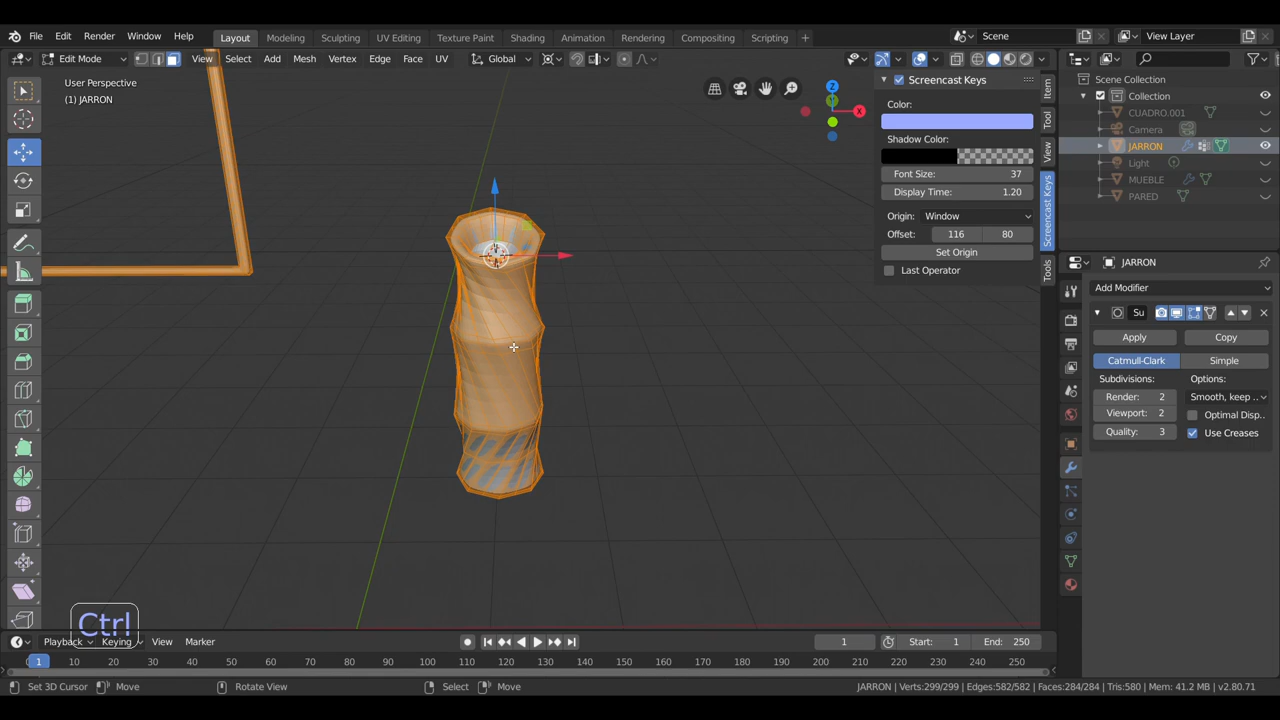 File Edit Render Window Help Layout Modeling Sculpting UV Editing Texture Paint Shading Animation Rendering Compositing Scripting + Scene View Layer
Edit Mode View Select Add Mesh Vertex Edge Face UV Global
User Perspective
(1) JARRON
Screencast Keys
Color:
Shadow Color:
Font Size: 37
Display Time: 1.20
Origin: Window
Offset: 116 80
Set Origin
Last Operator
Item
Tool
View
Screencast Keys
Tools
X
Z
Y
Scene Collection
Collection
CUADRO.001
Camera
JARRON
Light
MUEBLE
PARED
JARRON
Add Modifier
Su
Apply Copy
Catmull-Clark Simple
Subdivisions: Options:
Render: 2 Smooth, keep ..
Viewport: 2 Optimal Disp..
Quality: 3 Use Creases
Ctrl
Playback Keying View Marker 1 Start: 1 End: 250
1 10 20 30 40 50 60 70 80 90 100 110 120 130 140 150 160 170 180 190 200 210 220 230 240 250
Set 3D Cursor Move Rotate View Select Move JARRON | Verts:299/299 | Edges:582/582 | Faces:284/284 | Tris:580 | Mem: 41.2 MB | v2.80.71